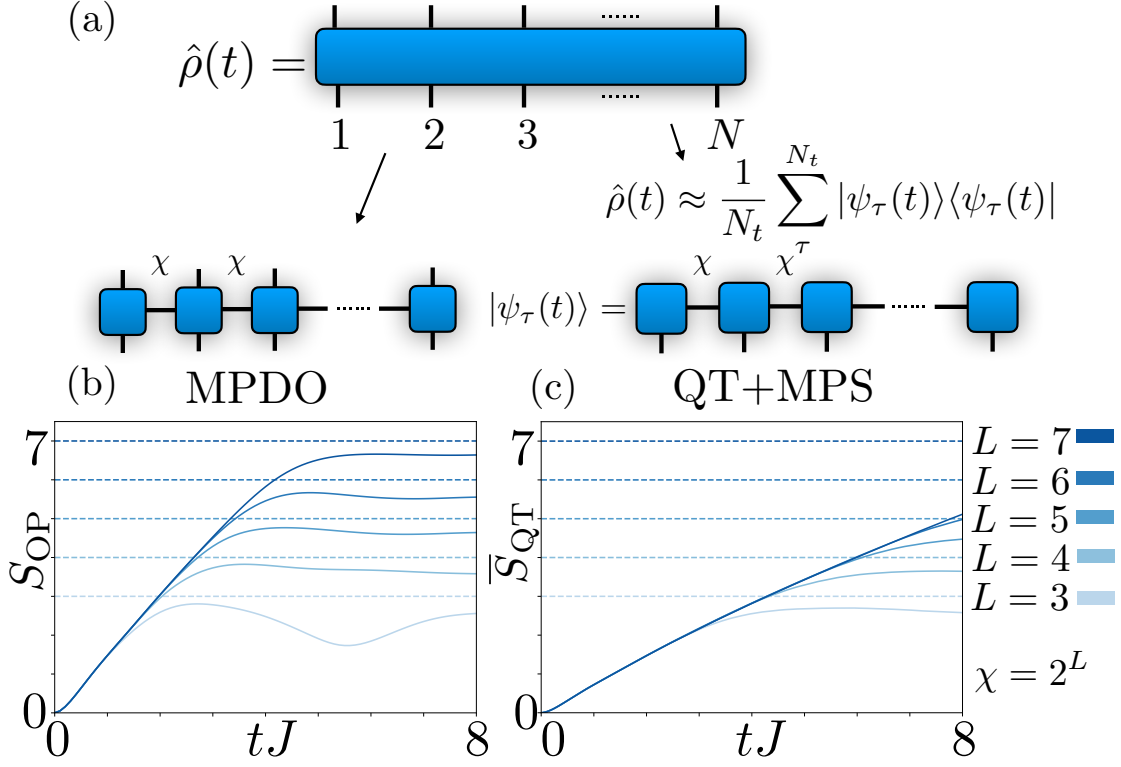 (a)
ρ̂(t) =
......
......
1 2 3 N
ρ̂(t) ≈ 1/N_t ∑_τ^{N_t} |ψ_τ(t)⟩⟨ψ_τ(t)|
χ χ
......
|ψ_τ(t)⟩ =
χ χ
......
(b) MPDO
(c) QT+MPS
S_OP
7
0
0 tJ 8
S̅_QT
7
0
0 tJ 8
L = 7
L = 6
L = 5
L = 4
L = 3
χ = 2^L